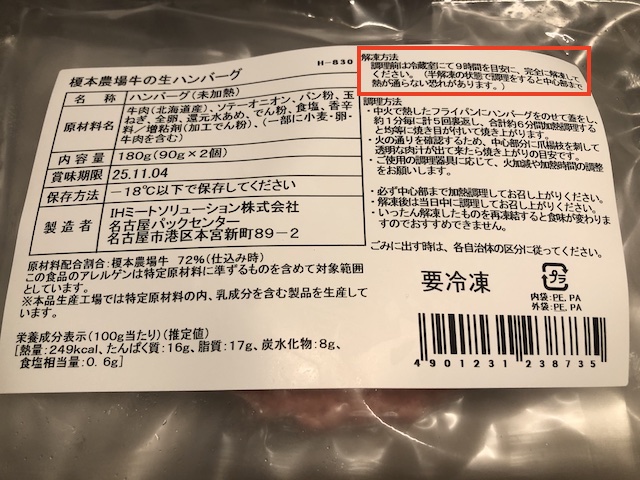 H-830
榎本農場牛の生ハンバーグ
名 称 ハンバーグ(未加熱)
原材料名 牛肉(北海道産)、ソテーオニオン、パン粉、玉
ねぎ、全卵、還元水あめ、でん粉、食塩、香辛
料/増粘剤(加工でん粉)、(一部に小麦・卵・
牛肉を含む)
内 容 量 180g(90g×2個)
賞味期限 25.11.04
保存方法 −18℃以下で保存してください
製 造 者 IHミートソリューション株式会社
名古屋パックセンター
名古屋市港区本宮新町89−2
原材料配合割合:榎本農場牛 72%(仕込み時)
この食品のアレルゲンは特定原材料に準ずるものを含めて対象範囲
としています。
※本品生産工場では特定原材料の内、乳成分を含む製品を生産して
います。
栄養成分表示(100g当たり)(推定値)
[熱量:249kcal、たんぱく質:16g、脂質:17g、炭水化物:8g、
食塩相当量:0.6g]
解凍方法
調理前は冷蔵室にて9時間を目安に、完全に解凍して
ください。(半解凍の状態で調理をすると中心部まで
熱が通らない恐れがあります。)
調理方法
・中火で熱したフライパンにハンバーグをのせて蓋をし、
約1分毎に計5回裏返し、合計約6分間加熱調理する
と均等に焼き目が付いて焼き上がります。
・火の通りを確認するため、中心部分に爪楊枝を刺して
透明な肉汁が出て来たら焼き上がりの目安です。
・ご使用の調理器具に応じて、火加減や加熱時間の調整
をお願いします。
・必ず中心部まで加熱調理してお召し上がりください。
・解凍後は当日中に調理してお召し上がりください。
・いったん解凍したものを再凍結すると食味が変わりま
すのでおすすめできません。
ごみに出す時は、各自治体の区分に従ってください。
要冷凍
プラ
内袋:PE, PA
外袋:PE, PA
4 901231 238735